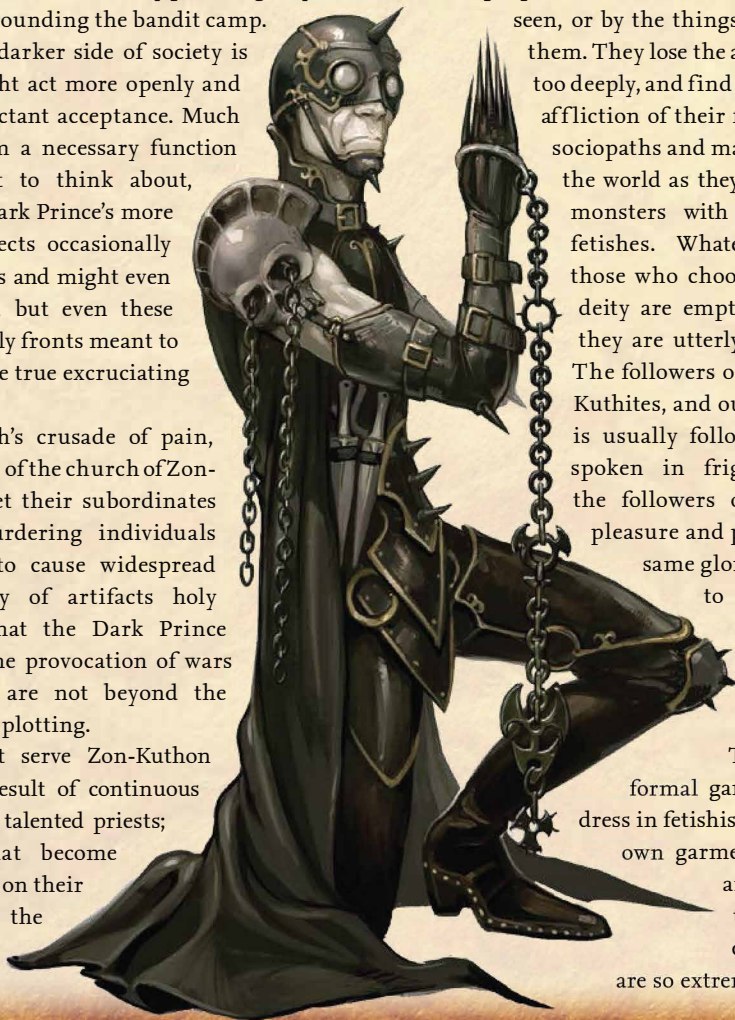 ounding the bandit camp.
darker side of society is
ht act more openly and
ctant acceptance. Much
a necessary function
to think about,
ark Prince's more
ects occasionally
s and might even
but even these
ly fronts meant to
e true excruciating
h's crusade of pain,
of the church of Zon-
et their subordinates
urdering individuals
to cause widespread
y of artifacts holy
hat the Dark Prince
he provocation of wars
are not beyond the
plotting.
t serve Zon-Kuthon
esult of continuous
talented priests;
at become
on their
the
seen, or by the things
them. They lose the a
too deeply, and find
affliction of their
sociopaths and ma
the world as they
monsters with
fetishes. Whate
those who choo
deity are empt
they are utterly
The followers o
Kuthites, and ou
is usually follo
spoken in frig
the followers o
pleasure and p
same glor
to
formal gar
dress in fetishis
own garme
are so extrem